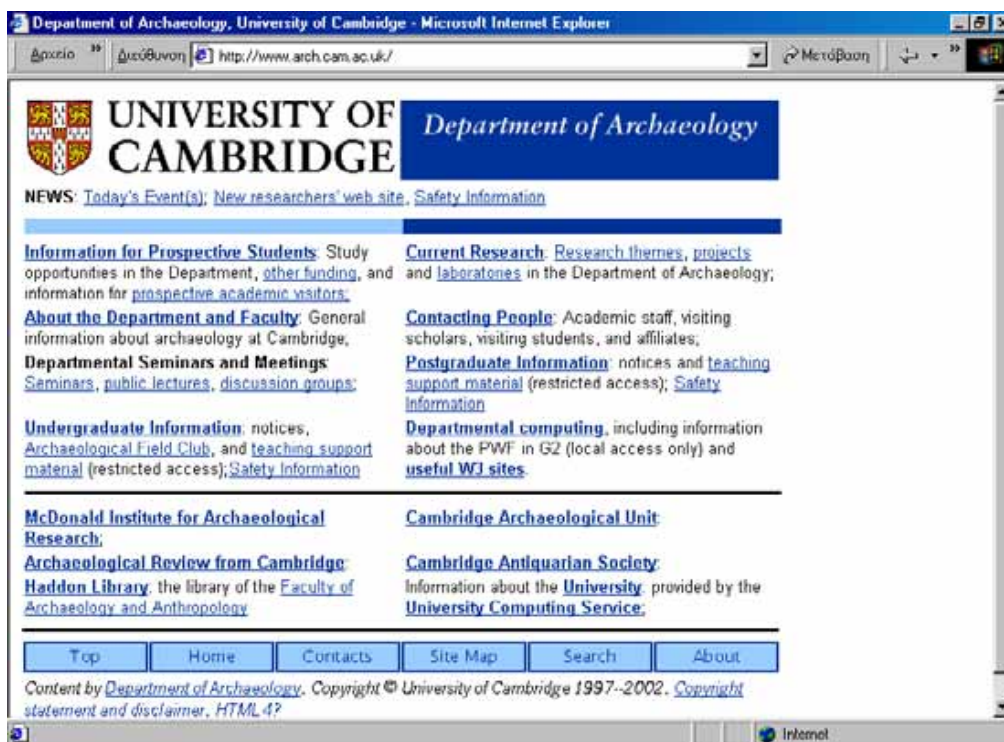 Department of Archaeology, University of Cambridge - Microsoft Internet Explorer
Αρχείο » Διεύθυνση http://www.arch.cam.ac.uk/ Μετάβαση »
UNIVERSITY OF
CAMBRIDGE
Department of Archaeology
NEWS: Today's Event(s); New researchers' web site, Safety Information
Information for Prospective Students: Study
opportunities in the Department, other funding, and
information for prospective academic visitors;
Current Research: Research themes, projects
and laboratories in the Department of Archaeology;
About the Department and Faculty: General
information about archaeology at Cambridge;
Contacting People: Academic staff, visiting
scholars, visiting students, and affiliates;
Departmental Seminars and Meetings:
Seminars, public lectures, discussion groups;
Postgraduate Information: notices and teaching
support material (restricted access); Safety
Information
Undergraduate Information: notices,
Archaeological Field Club, and teaching support
material (restricted access); Safety Information
Departmental computing, including information
about the PWF in G2 (local access only) and
useful WJ sites.
McDonald Institute for Archaeological
Research;
Cambridge Archaeological Unit:
Archaeological Review from Cambridge:
Cambridge Antiquarian Society:
Haddon Library: the library of the Faculty of
Archaeology and Anthropology
Information about the University: provided by the
University Computing Service;
Top Home Contacts Site Map Search About
Content by Department of Archaeology. Copyright © University of Cambridge 1997--2002. Copyright
statement and disclaimer. HTML 4?
Internet